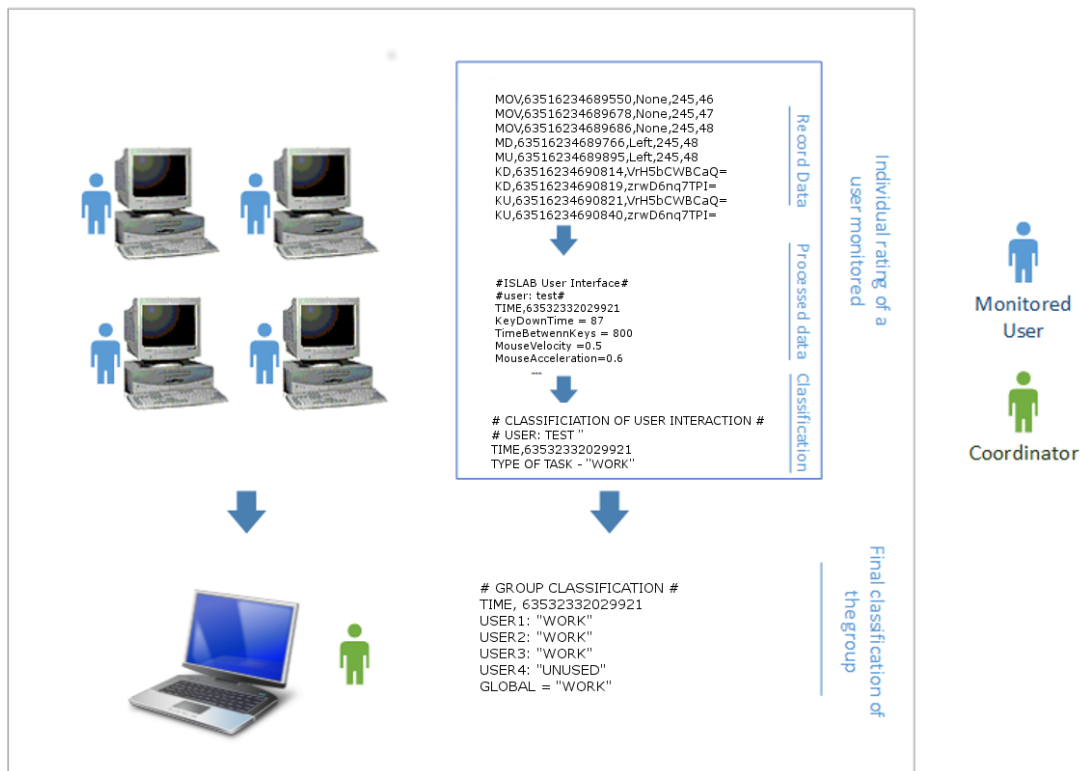 MOV,63516234689550,None,245,46
MOV,63516234689678,None,245,47
MOV,63516234689686,None,245,48
MD,63516234689766,Left,245,48
MU,63516234689895,Left,245,48
KD,63516234690814,VrH5bCWBCaQ=
KD,63516234690819,zrwD6nq7TPI=
KU,63516234690821,VrH5bCWBCaQ=
KU,63516234690840,zrwD6nq7TPI=
Record Data
#ISLAB User Interface#
#user: test#
TIME,63532332029921
KeyDownTime = 87
TimeBetwennKeys = 800
MouseVelocity =0.5
MouseAcceleration=0.6
....
Processed data
# CLASSIFICIATION OF USER INTERACTION #
# USER: TEST "
TIME,63532332029921
TYPE OF TASK - "WORK"
Classification
Individual rating of a
user monitored
# GROUP CLASSIFICATION #
TIME, 63532332029921
USER1: "WORK"
USER2: "WORK"
USER3: "WORK"
USER4: "UNUSED"
GLOBAL = "WORK"
Final classification of
the group
Monitored
User
Coordinator